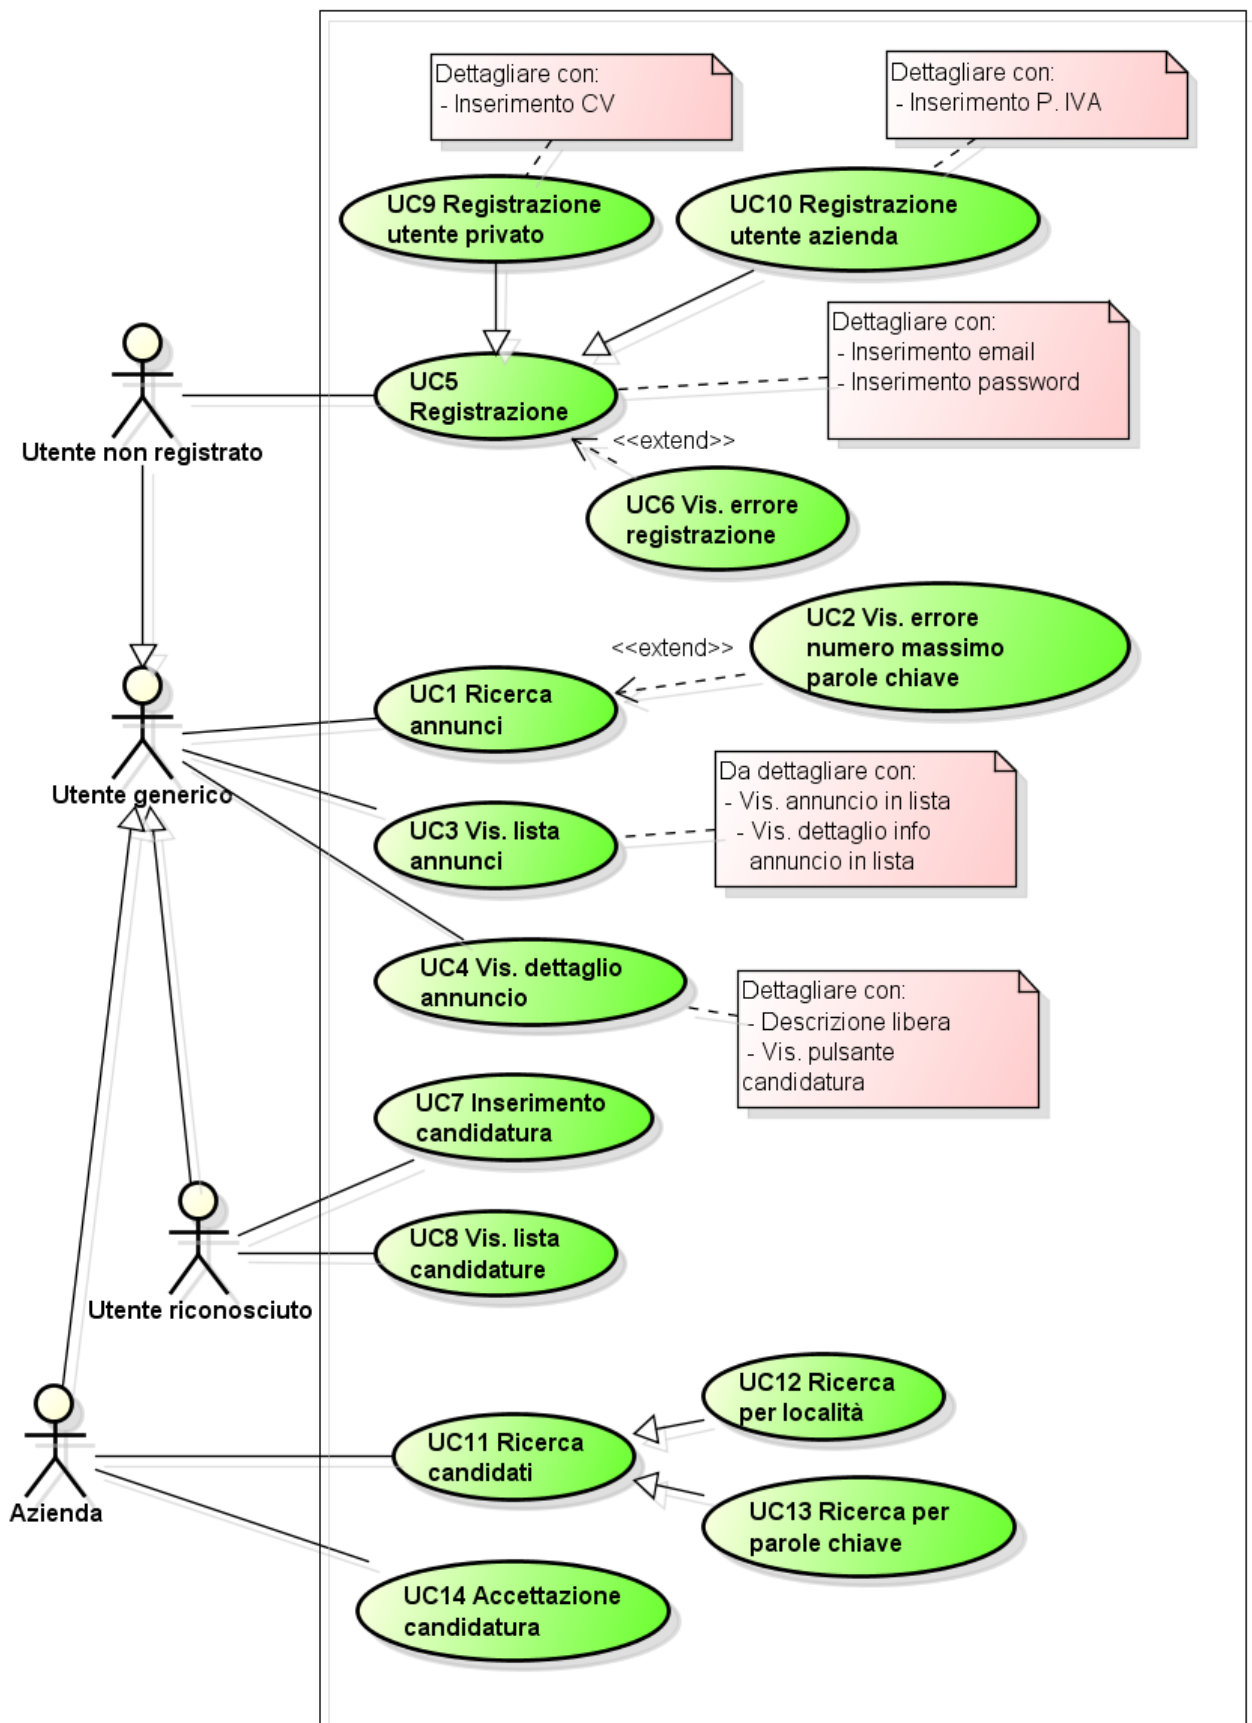 Dettagliare con:
- Inserimento CV
Dettagliare con:
- Inserimento P. IVA
UC9 Registrazione
utente privato
UC10 Registrazione
utente azienda
Dettagliare con:
- Inserimento email
- Inserimento password
UC5
Registrazione
Utente non registrato
<<extend>>
UC6 Vis. errore
registrazione
UC2 Vis. errore
numero massimo
parole chiave
<<extend>>
UC1 Ricerca
annunci
Utente generico
Da dettagliare con:
- Vis. annuncio in lista
- Vis. dettaglio info
annuncio in lista
UC3 Vis. lista
annunci
UC4 Vis. dettaglio
annuncio
Dettagliare con:
- Descrizione libera
- Vis. pulsante
candidatura
UC7 Inserimento
candidatura
UC8 Vis. lista
candidature
Utente riconosciuto
UC12 Ricerca
per località
UC11 Ricerca
candidati
Azienda
UC13 Ricerca per
parole chiave
UC14 Accettazione
candidatura